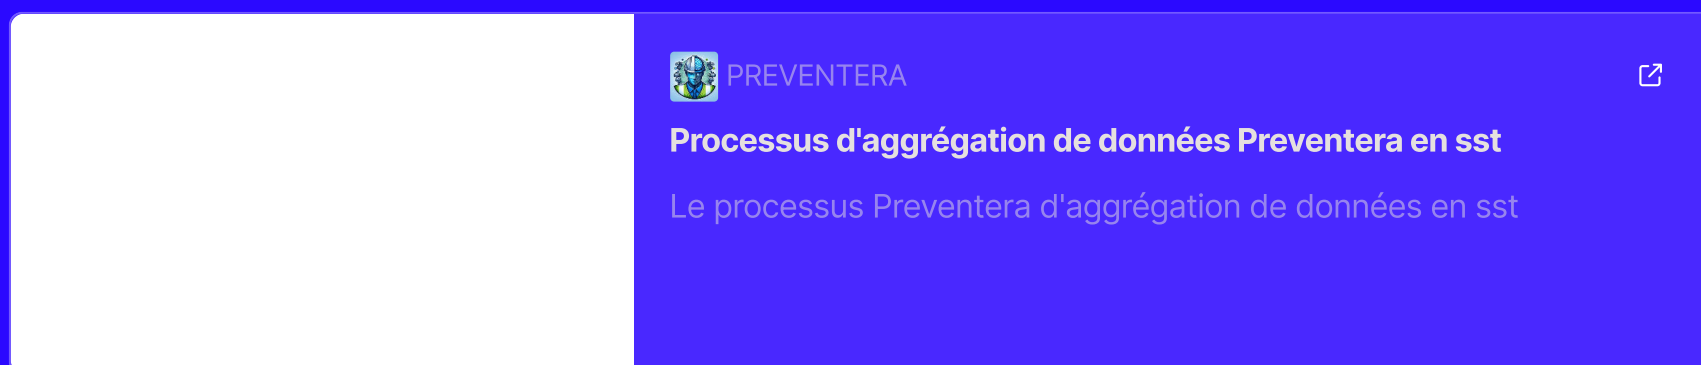 PREVENTERA
Processus d'aggrégation de données Preventera en sst
Le processus Preventera d'aggrégation de données en sst